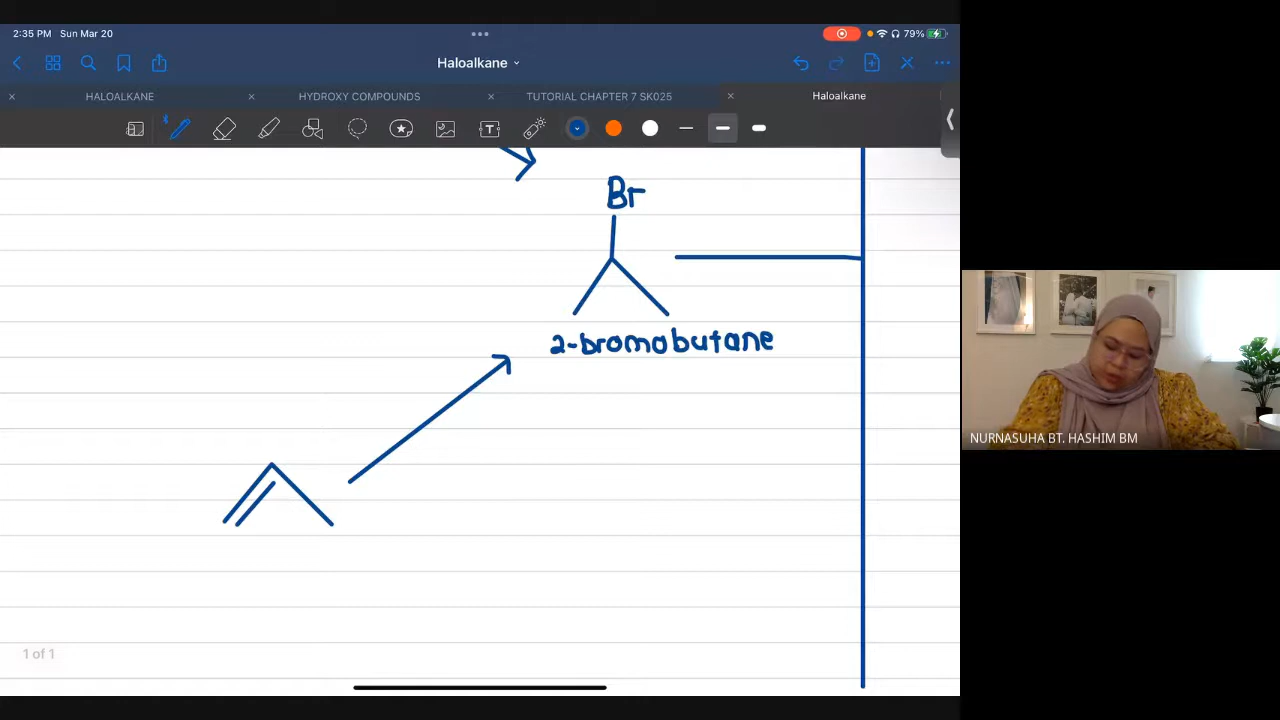 2:35 PM Sun Mar 20
79%
Haloalkane
HALOALKANE
HYDROXY COMPOUNDS
TUTORIAL CHAPTER 7 SK025
Haloalkane
T
Br
2-bromobutane
NURNASUHA BT. HASHIM BM
1 of 1